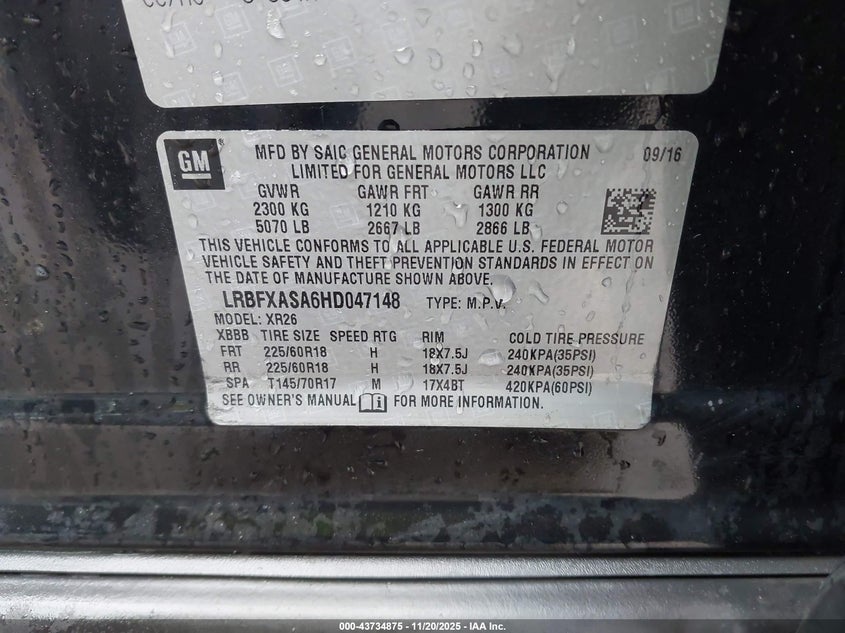 GM
MFD BY SAIC GENERAL MOTORS CORPORATION 09/16
LIMITED FOR GENERAL MOTORS LLC
GVWR GAWR FRT GAWR RR
2300 KG 1210 KG 1300 KG
5070 LB 2667 LB 2866 LB
THIS VEHICLE CONFORMS TO ALL APPLICABLE U.S. FEDERAL MOTOR
VEHICLE SAFETY AND THEFT PREVENTION STANDARDS IN EFFECT ON
THE DATE OF MANUFACTURE SHOWN ABOVE.
LRBFXASA6HD047148 TYPE: M.P.V.
MODEL: XR26
XBBB TIRE SIZE SPEED RTG RIM COLD TIRE PRESSURE
FRT 225/60R18 H 18X7.5J 240KPA(35PSI)
RR 225/60R18 H 18X7.5J 240KPA(35PSI)
SPA T145/70R17 M 17X4BT 420KPA(60PSI)
SEE OWNER'S MANUAL FOR MORE INFORMATION.
000-43734875 - 11/20/2025 - IAA Inc.